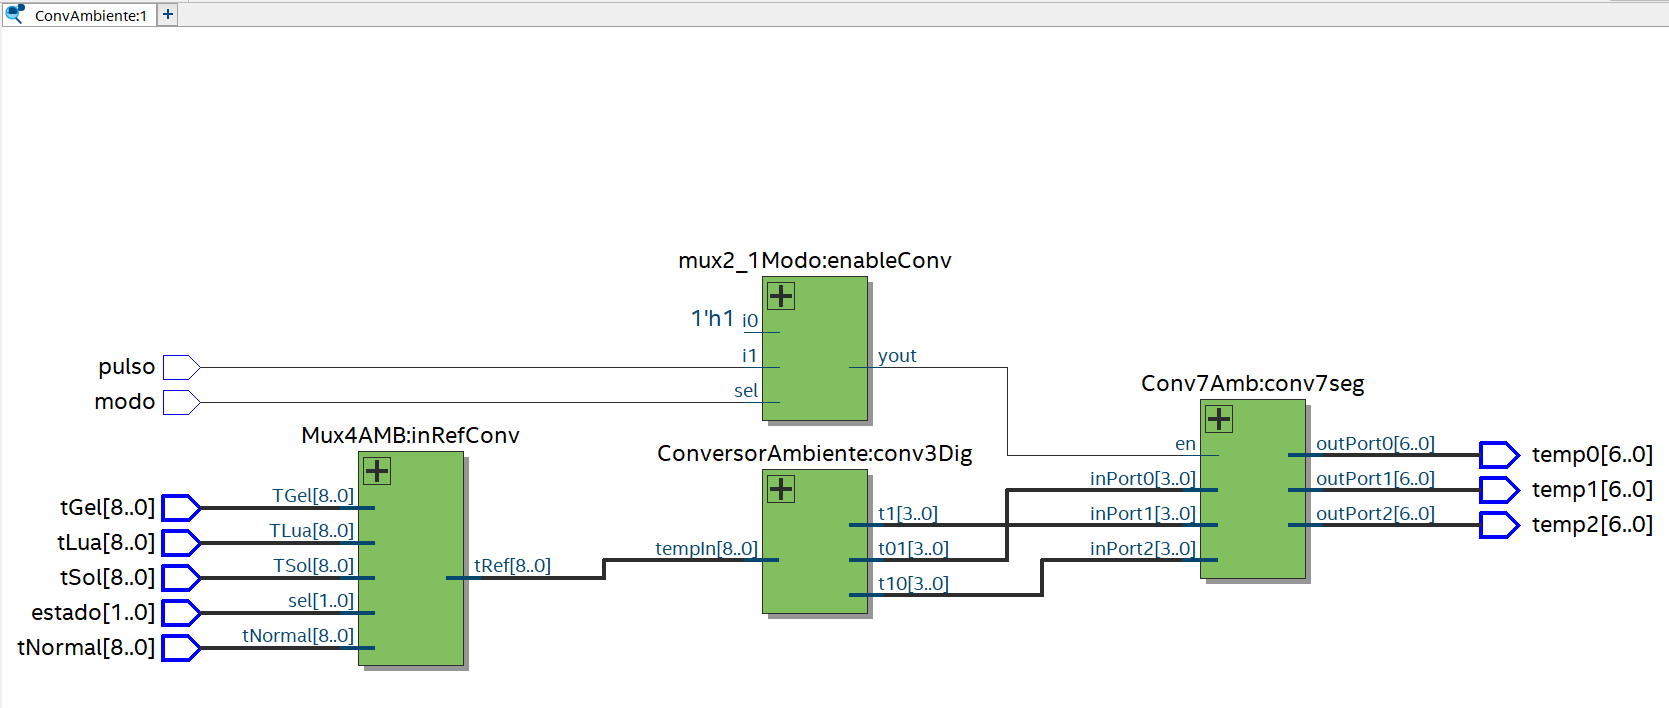 ConvAmbiente:1
mux2_1Modo:enableConv
1'h1 i0
pulso i1 yout
modo sel
Mux4AMB:inRefConv
tGel[8..0] TGel[8..0]
tLua[8..0] TLua[8..0]
tSol[8..0] TSol[8..0] tRef[8..0]
estado[1..0] sel[1..0]
tNormal[8..0] tNormal[8..0]
ConversorAmbiente:conv3Dig
t1[3..0]
tempIn[8..0] t01[3..0]
t10[3..0]
Conv7Amb:conv7seg
en outPort0[6..0] temp0[6..0]
inPort0[3..0] outPort1[6..0] temp1[6..0]
inPort1[3..0] outPort2[6..0] temp2[6..0]
inPort2[3..0]